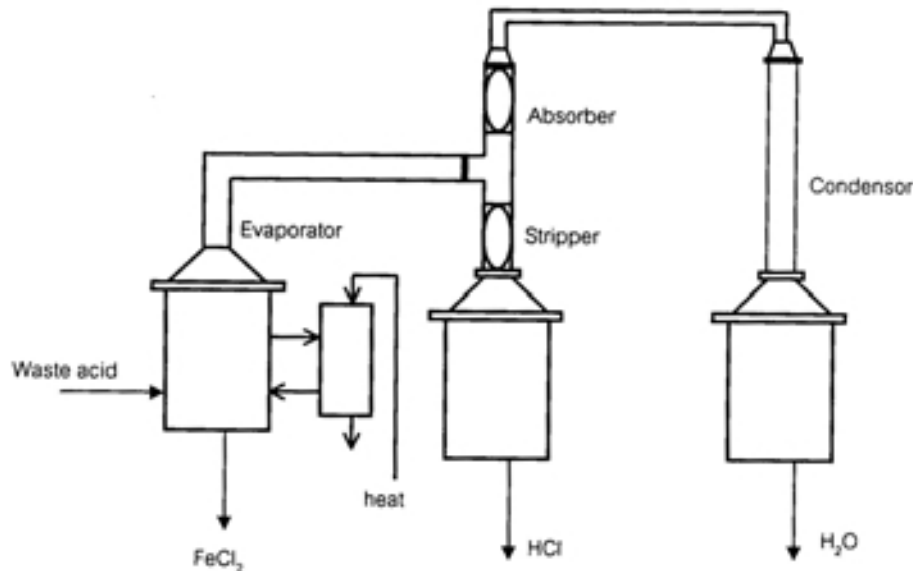 Absorber
Condensor
Evaporator
Stripper
Waste acid
heat
FeCl₂
HCl
H₂O